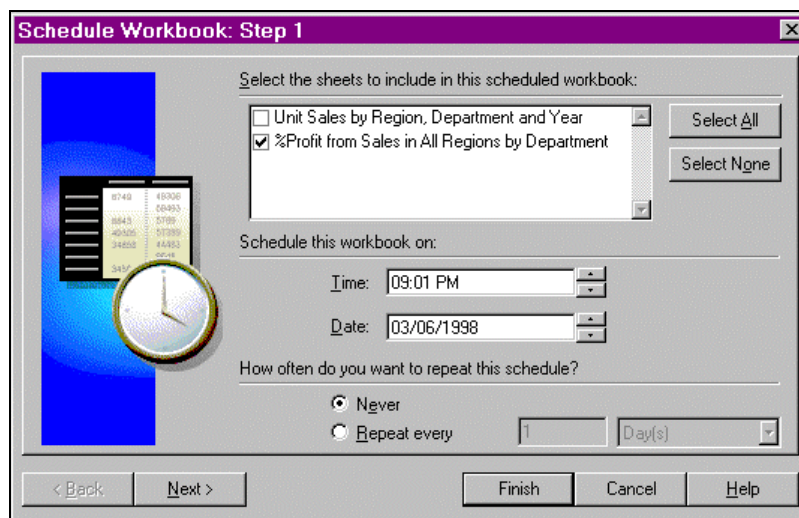 Schedule Workbook: Step 1
Select the sheets to include in this scheduled workbook:
Unit Sales by Region, Department and Year
%Profit from Sales in All Regions by Department
Select All
Select None
Schedule this workbook on:
Time: 09:01 PM
Date: 03/06/1998
How often do you want to repeat this schedule?
Never
Repeat every 1 Day(s)
< Back Next > Finish Cancel Help